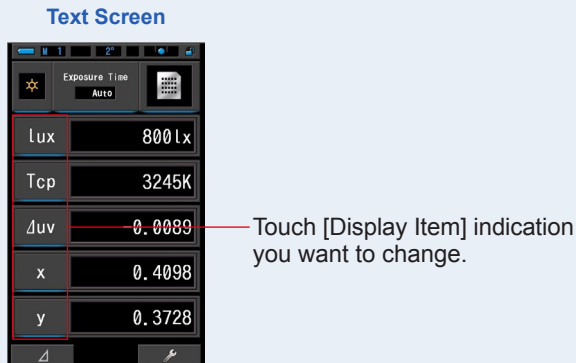 Text Screen
M 1 2°
Exposure Time
Auto
lux 800lx
Tcp 3245K
⊿uv -0.0089
x 0.4098
y 0.3728
⊿
Touch [Display Item] indication
you want to change.